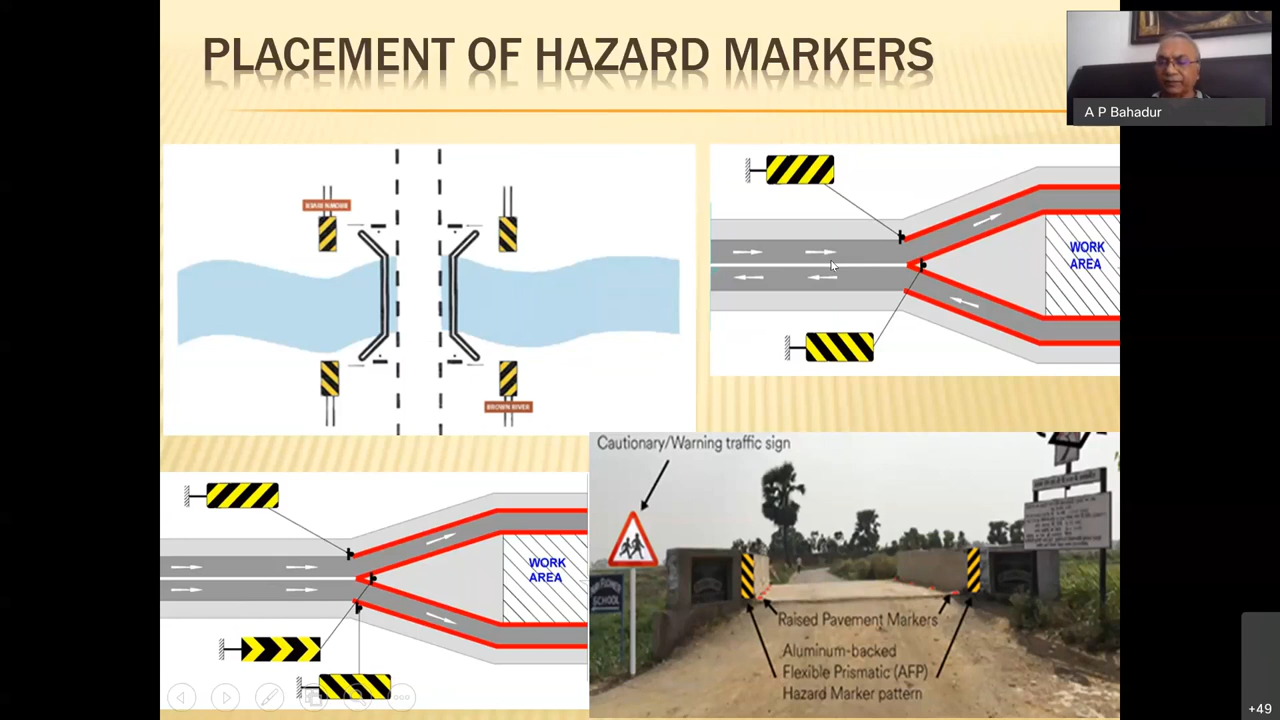 PLACEMENT OF HAZARD MARKERS
A P Bahadur
BROWN RIVER
WORK
AREA
WORK
AREA
Cautionary/Warning traffic sign
SCHOOL
Raised Pavement Markers
Aluminum-backed
Flexible Prismatic (AFP)
Hazard Marker pattern
+49